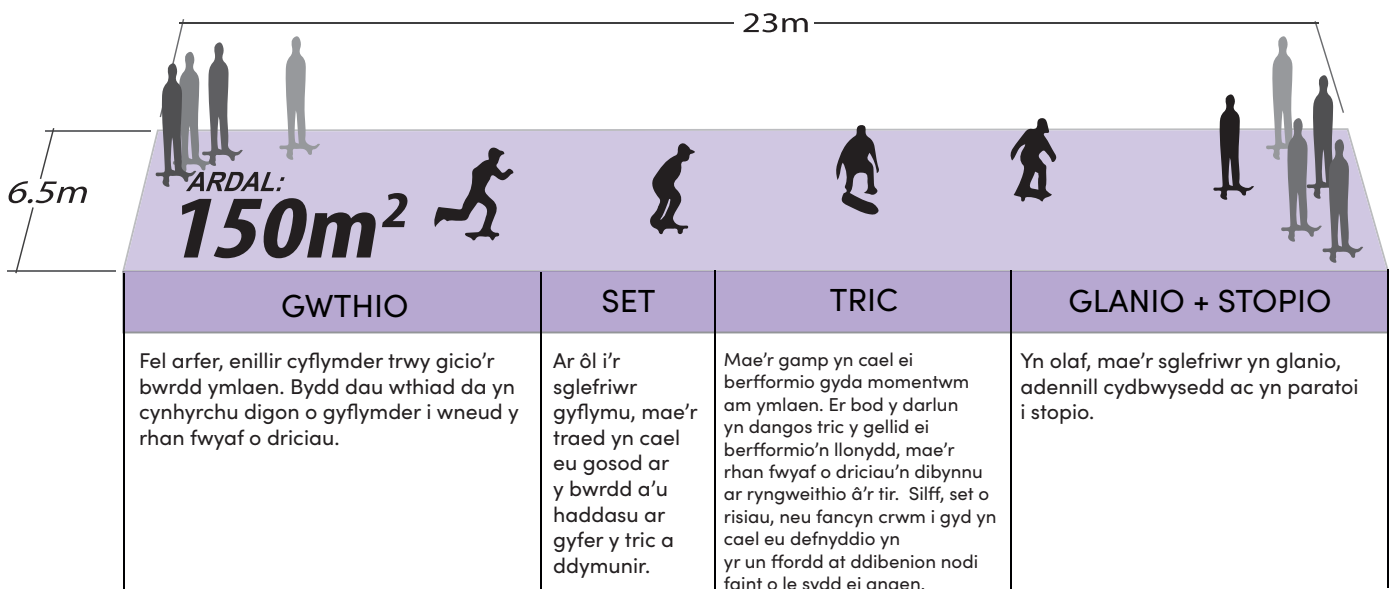 23m
6.5m
ARDAL:
150m²
GWTHIO
Fel arfer, enillir cyflymder trwy gicio'r
bwrdd ymlaen. Bydd dau wthiad da yn
cynhyrchu digon o gyflymder i wneud y
rhan fwyaf o driciau.
SET
Ar ôl i'r
sglefriwr
gyflymu, mae'r
traed yn cael
eu gosod ar
y bwrdd a'u
haddasu ar
gyfer y tric a
ddymunir.
TRIC
Mae'r gamp yn cael ei
berfformio gyda momentwm
am ymlaen. Er bod y darlun
yn dangos tric y gellid ei
berfformio'n llonydd, mae'r
rhan fwyaf o driciau'n dibynnu
ar ryngweithio â'r tir. Silff, set o
risiau, neu fancyn crwm i gyd yn
cael eu defnyddio yn
yr un ffordd at ddibenion nodi
faint o le sydd ei angen.
GLANIO + STOPIO
Yn olaf, mae'r sglefriwr yn glanio,
adennill cydbwysedd ac yn paratoi
i stopio.